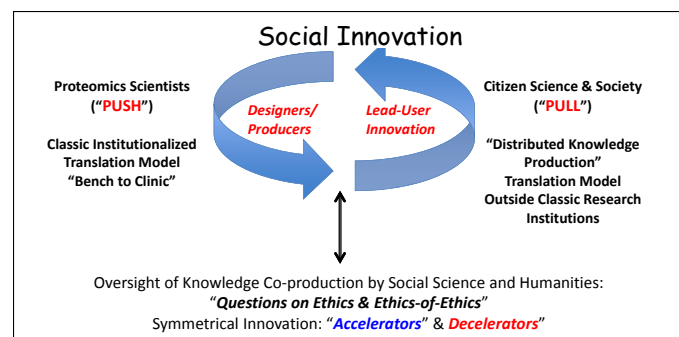 Social Innovation
Proteomics Scientists
(“PUSH”)
Classic Institutionalized
Translation Model
“Bench to Clinic”
Designers/
Producers
Lead-User
Innovation
Citizen Science & Society
(“PULL”)
“Distributed Knowledge
Production”
Translation Model
Outside Classic Research
Institutions
Oversight of Knowledge Co-production by Social Science and Humanities:
“Questions on Ethics & Ethics-of-Ethics”
Symmetrical Innovation: “Accelerators” & Decelerators”